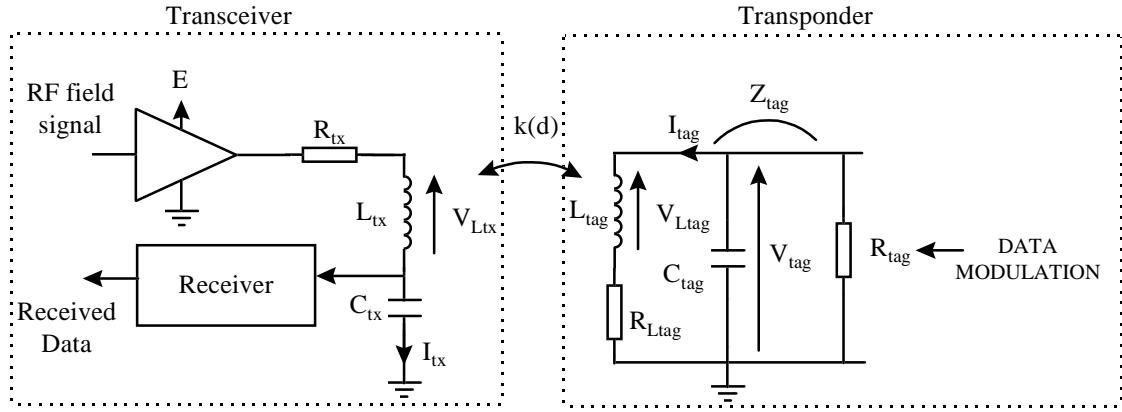 Transceiver
Transponder
RF field
signal
E
R_tx
L_tx
V_Ltx
k(d)
Receiver
Received
Data
C_tx
I_tx
Z_tag
I_tag
L_tag
V_Ltag
C_tag
V_tag
R_tag
R_Ltag
DATA
MODULATION